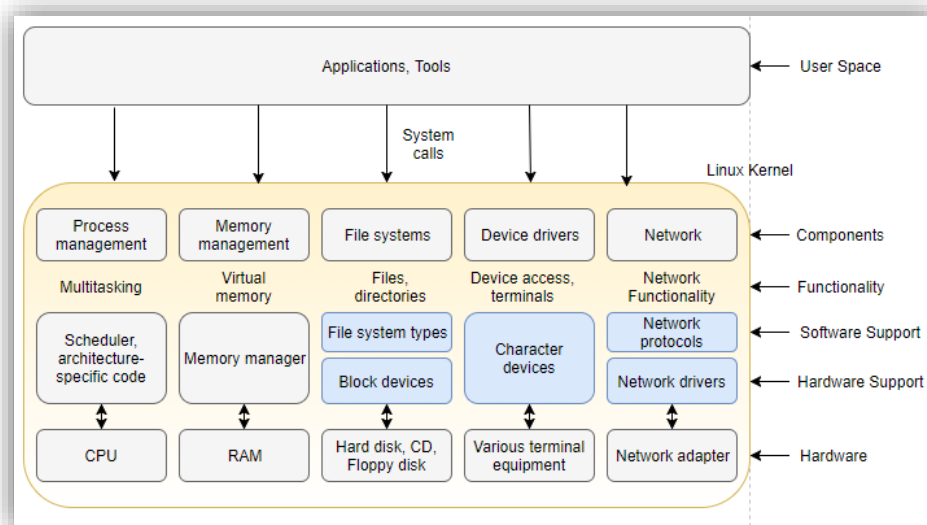 Applications, Tools
User Space
System
calls
Linux Kernel
Process
management
Memory
management
File systems
Device drivers
Network
Components
Multitasking
Virtual
memory
Files,
directories
Device access,
terminals
Network
Functionality
Functionality
Scheduler,
architecture-
specific code
Memory manager
File system types
Block devices
Character
devices
Network
protocols
Network drivers
Software Support
Hardware Support
CPU
RAM
Hard disk, CD,
Floppy disk
Various terminal
equipment
Network adapter
Hardware